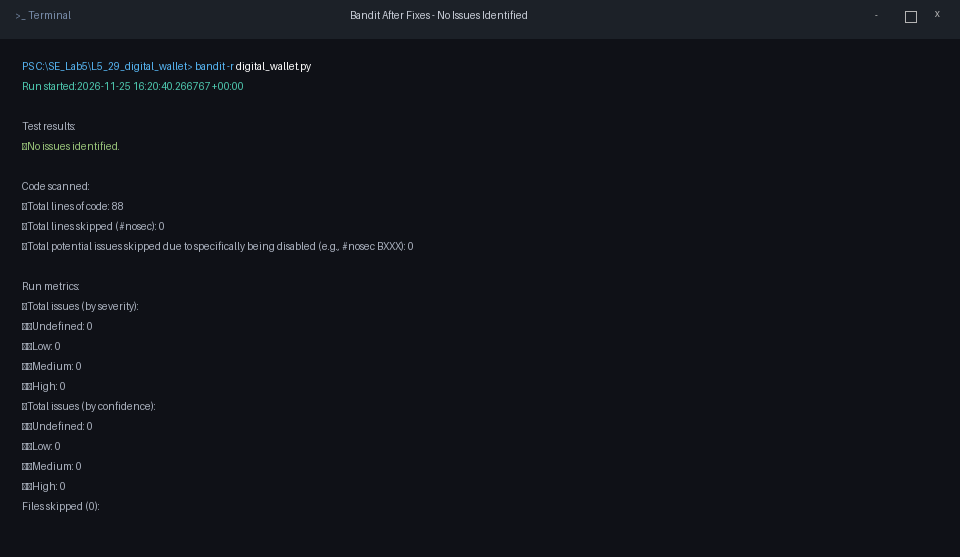 >_ Terminal
Bandit After Fixes - No Issues Identified
- x
PS C:\SE_Lab5\L5_29_digital_wallet> bandit -r digital_wallet.py
Run started:2026-11-25 16:20:40.266767+00:00
Test results:
No issues identified.
Code scanned:
Total lines of code: 88
Total lines skipped (#nosec): 0
Total potential issues skipped due to specifically being disabled (e.g., #nosec BXXX): 0
Run metrics:
Total issues (by severity):
Undefined: 0
Low: 0
Medium: 0
High: 0
Total issues (by confidence):
Undefined: 0
Low: 0
Medium: 0
High: 0
Files skipped (0):